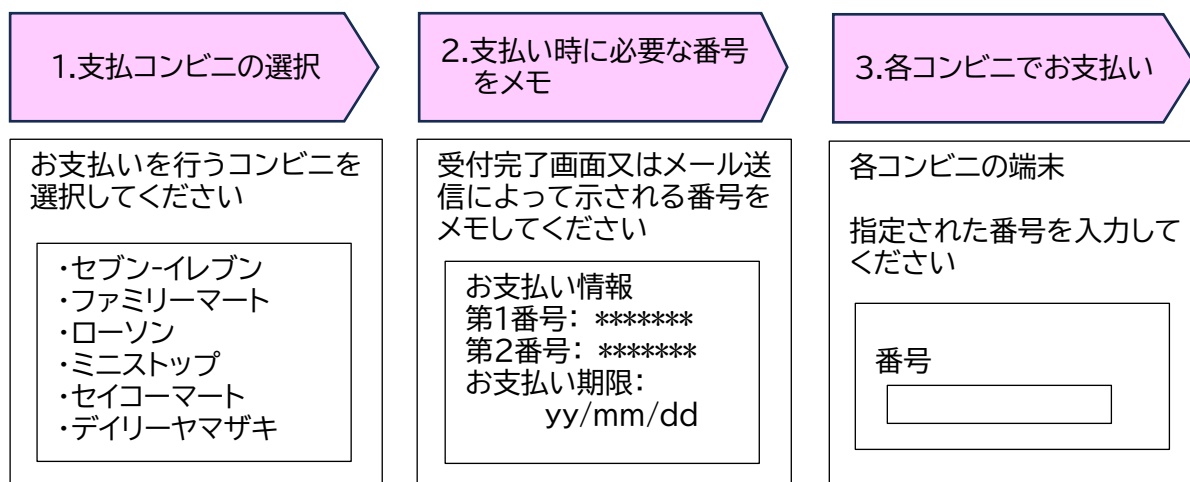 1.支払コンビニの選択
お支払いを行うコンビニを
選択してください
・セブン-イレブン
・ファミリーマート
・ローソン
・ミニストップ
・セイコーマート
・デイリーヤマザキ
2.支払い時に必要な番号
をメモ
受付完了画面又はメール送
信によって示される番号を
メモしてください
お支払い情報
第1番号: *******
第2番号: *******
お支払い期限:
yy/mm/dd
3.各コンビニでお支払い
各コンビニの端末
指定された番号を入力して
ください
番号